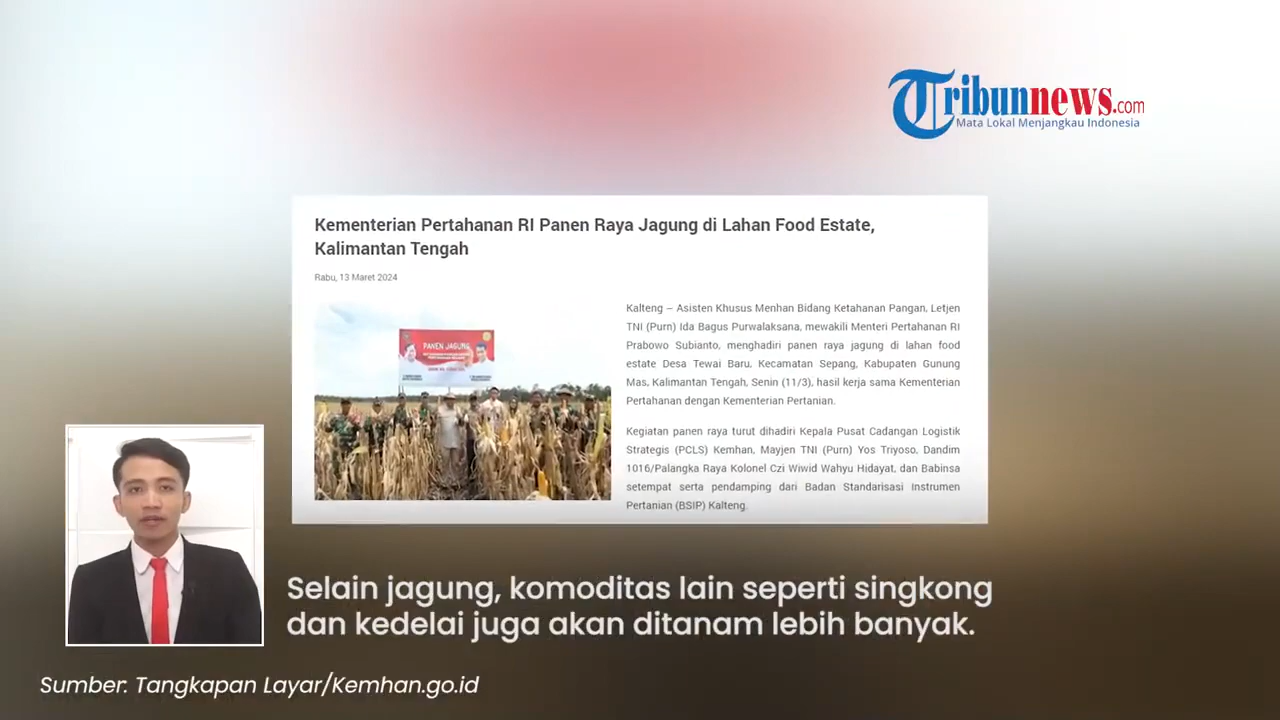 Tribunnews.com
Mata Lokal Menjangkau Indonesia
Kementerian Pertahanan RI Panen Raya Jagung di Lahan Food Estate,
Kalimantan Tengah
Rabu, 13 Maret 2024
PANEN JAGUNG
Kalteng – Asisten Khusus Menhan Bidang Ketahanan Pangan, Letjen
TNI (Purn) Ida Bagus Purwalaksana, mewakili Menteri Pertahanan RI
Prabowo Subianto, menghadiri panen raya jagung di lahan food
estate Desa Tewai Baru, Kecamatan Sepang, Kabupaten Gunung
Mas, Kalimantan Tengah, Senin (11/3), hasil kerja sama Kementerian
Pertahanan dengan Kementerian Pertanian.
Kegiatan panen raya turut dihadiri Kepala Pusat Cadangan Logistik
Strategis (PCLS) Kemhan, Mayjen TNI (Purn) Yos Triyoso, Dandim
1016/Palangka Raya Kolonel Czi Wiwid Wahyu Hidayat, dan Babinsa
setempat serta pendamping dari Badan Standarisasi Instrumen
Pertanian (BSIP) Kalteng.
Selain jagung, komoditas lain seperti singkong
dan kedelai juga akan ditanam lebih banyak.
Sumber: Tangkapan Layar/Kemhan.go.id